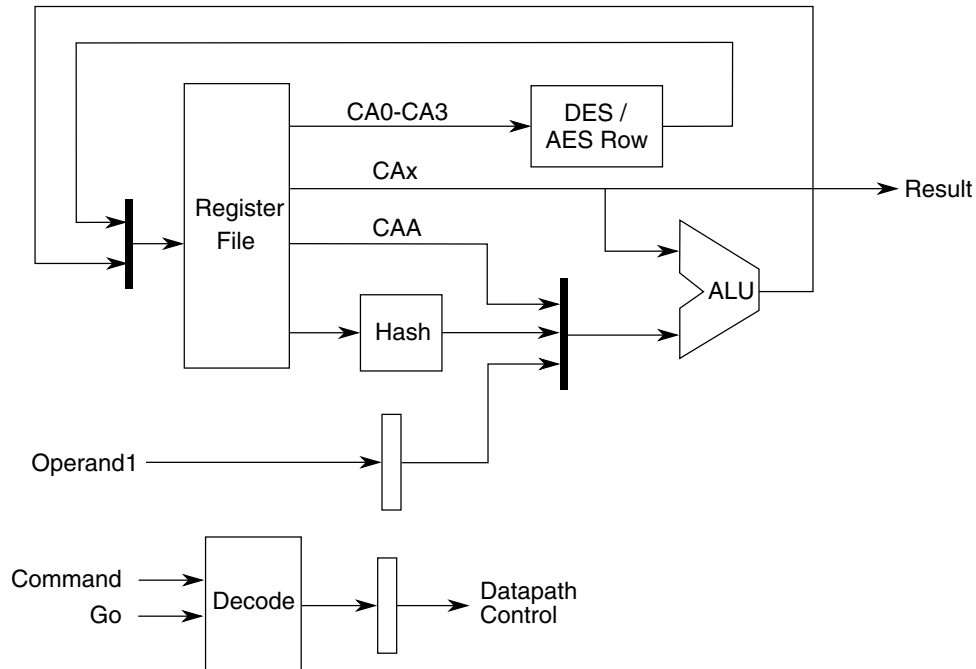 CA0-CA3
DES /
AES Row
CAx
Result
Register
File
CAA
ALU
Hash
Operand1
Command
Go
Decode
Datapath
Control